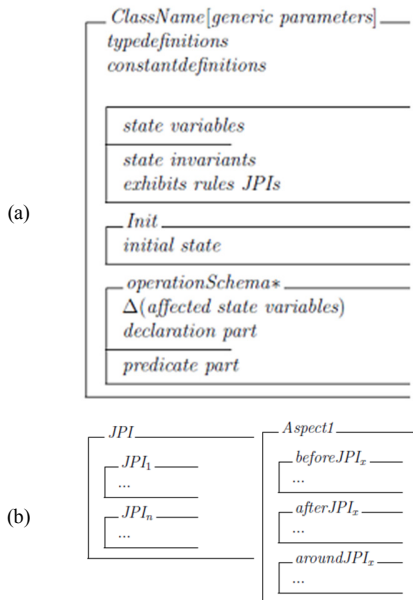 ClassName[generic parameters]
typedefinitions
constantdefinitions
state variables
state invariants
exhibits rules JPIs
(a)
Init
initial state
operationSchema*
Δ(affected state variables)
declaration part
predicate part
(b)
JPI
JPI₁
...
JPIₙ
...
Aspect1
beforeJPIₓ
...
afterJPIₓ
...
aroundJPIₓ
...